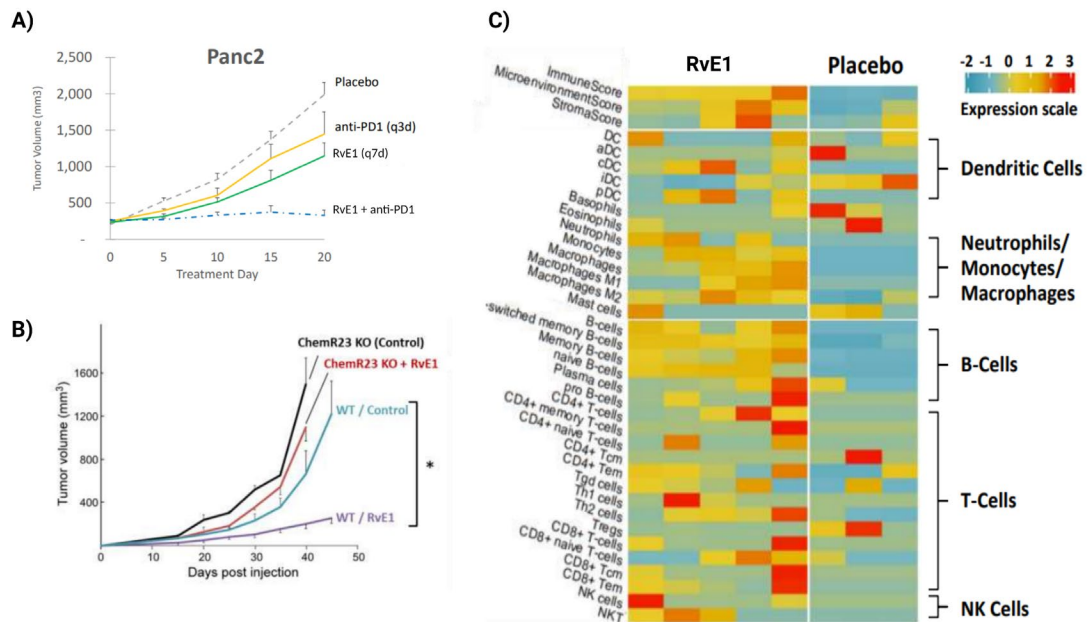 A)
Panc2
2,500
2,000
1,500
1,000
500
-
0
5
10
15
20
Tumor Volume (mm3)
Treatment Day
Placebo
anti-PD1 (q3d)
RvE1 (q7d)
RvE1 + anti-PD1
B)
1600
1200
800
400
0
10
20
30
40
50
Tumor volume (mm³)
Days post injection
ChemR23 KO (Control)
ChemR23 KO + RvE1
WT / Control
WT / RvE1
*
C)
RvE1
Placebo
-2 -1 0 1 2 3
Expression scale
ImmuneScore
MicroenvironmentScore
StromaScore
DC
aDC
cDC
iDC
pDC
Basophils
Eosinophils
Neutrophils
Monocytes
Macrophages
Macrophages M1
Macrophages M2
Mast cells
B-cells
-switched memory B-cells
Memory B-cells
naive B-cells
Plasma cells
pro B-cells
CD4+ T-cells
CD4+ memory T-cells
CD4+ naive T-cells
CD4+ Tcm
CD4+ Tem
Tgd cells
Th1 cells
Th2 cells
Tregs
CD8+ T-cells
CD8+ naive T-cells
CD8+ Tcm
CD8+ Tem
NK cells
NKT
Dendritic Cells
Neutrophils/
Monocytes/
Macrophages
B-Cells
T-Cells
NK Cells